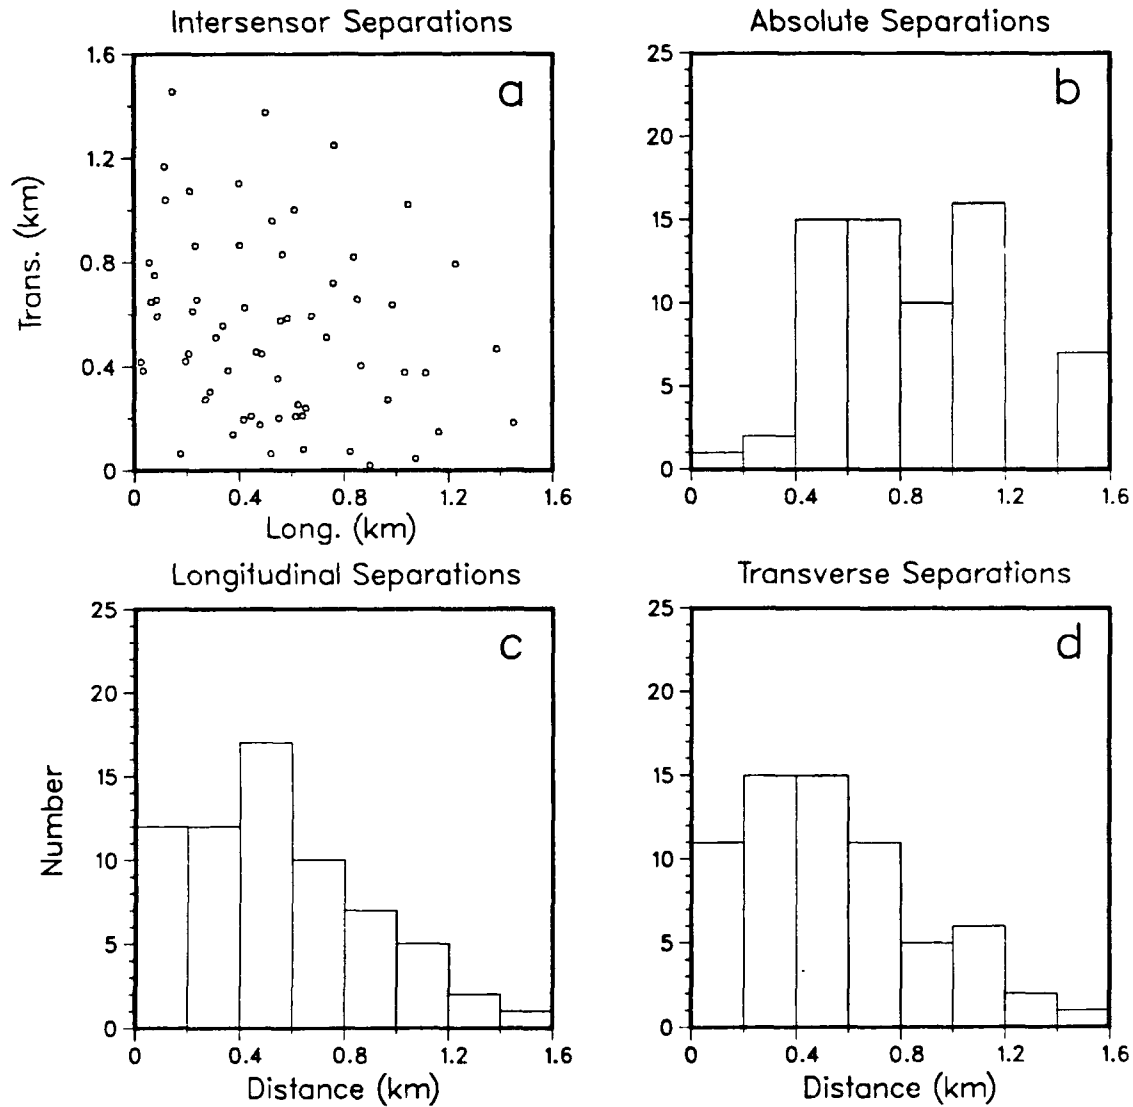 Intersensor Separations
a
1.6
1.2
0.8
0.4
0
Trans. (km)
0 0.4 0.8 1.2 1.6
Long. (km)
Absolute Separations
b
25
20
15
10
5
0
0 0.4 0.8 1.2 1.6
Longitudinal Separations
c
25
20
15
10
5
0
Number
0 0.4 0.8 1.2 1.6
Distance (km)
Transverse Separations
d
25
20
15
10
5
0
0 0.4 0.8 1.2 1.6
Distance (km)